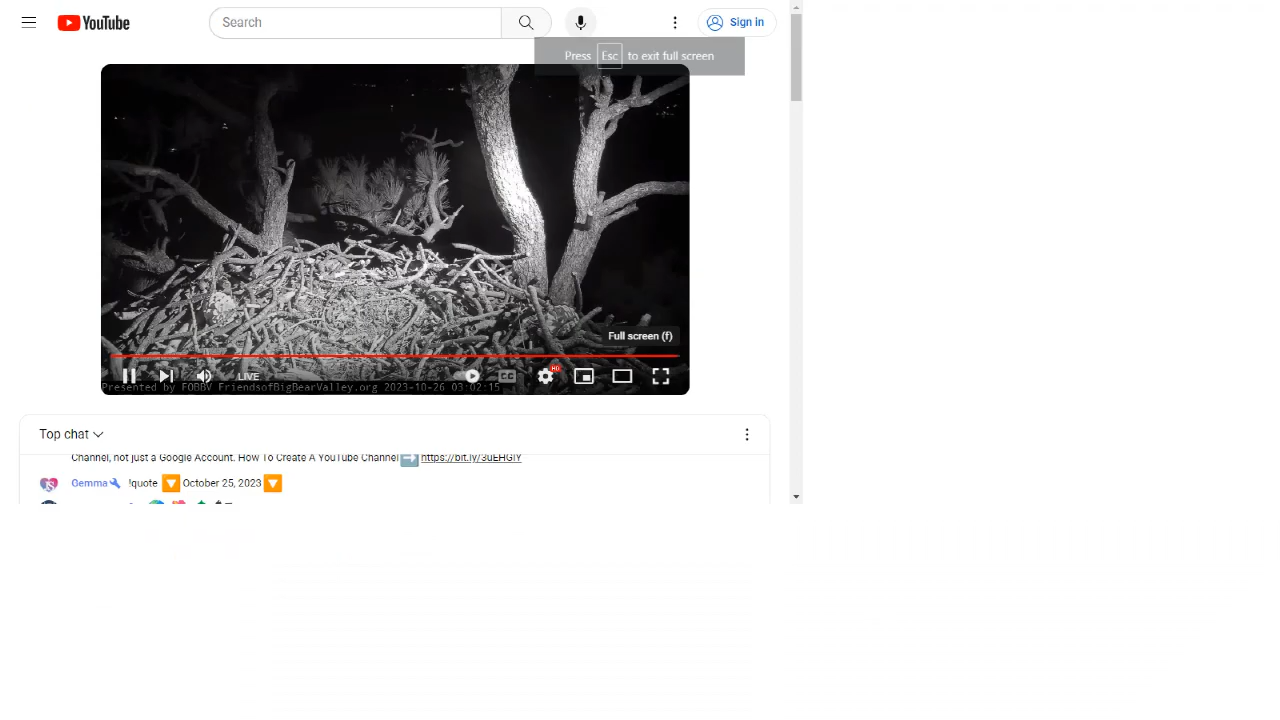 YouTube
Search
Sign in
Press Esc to exit full screen
Full screen (f)
LIVE
CC
HD
Presented by FOBBV FriendsofBigBearValley.org 2023-10-26 03:02:15
Top chat
Channel, not just a Google Account. How To Create A YouTube Channel ➡️ https://bit.ly/3uEHGIY
Gemma🔧 !quote 🔽 October 25, 2023 🔽